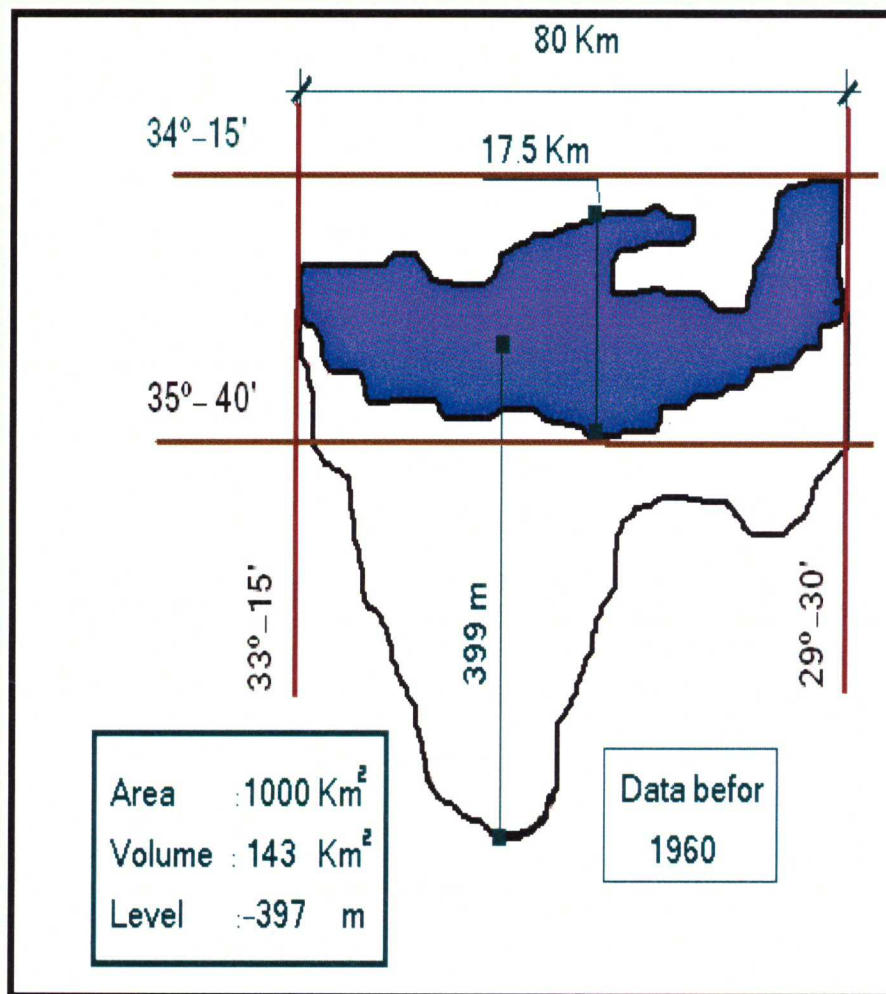 80 Km
34º–15'
17.5 Km
35º–40'
33º–15'
399 m
29º–30'
Area :1000 Km²
Volume : 143 Km²
Level :–397 m
Data befor
1960